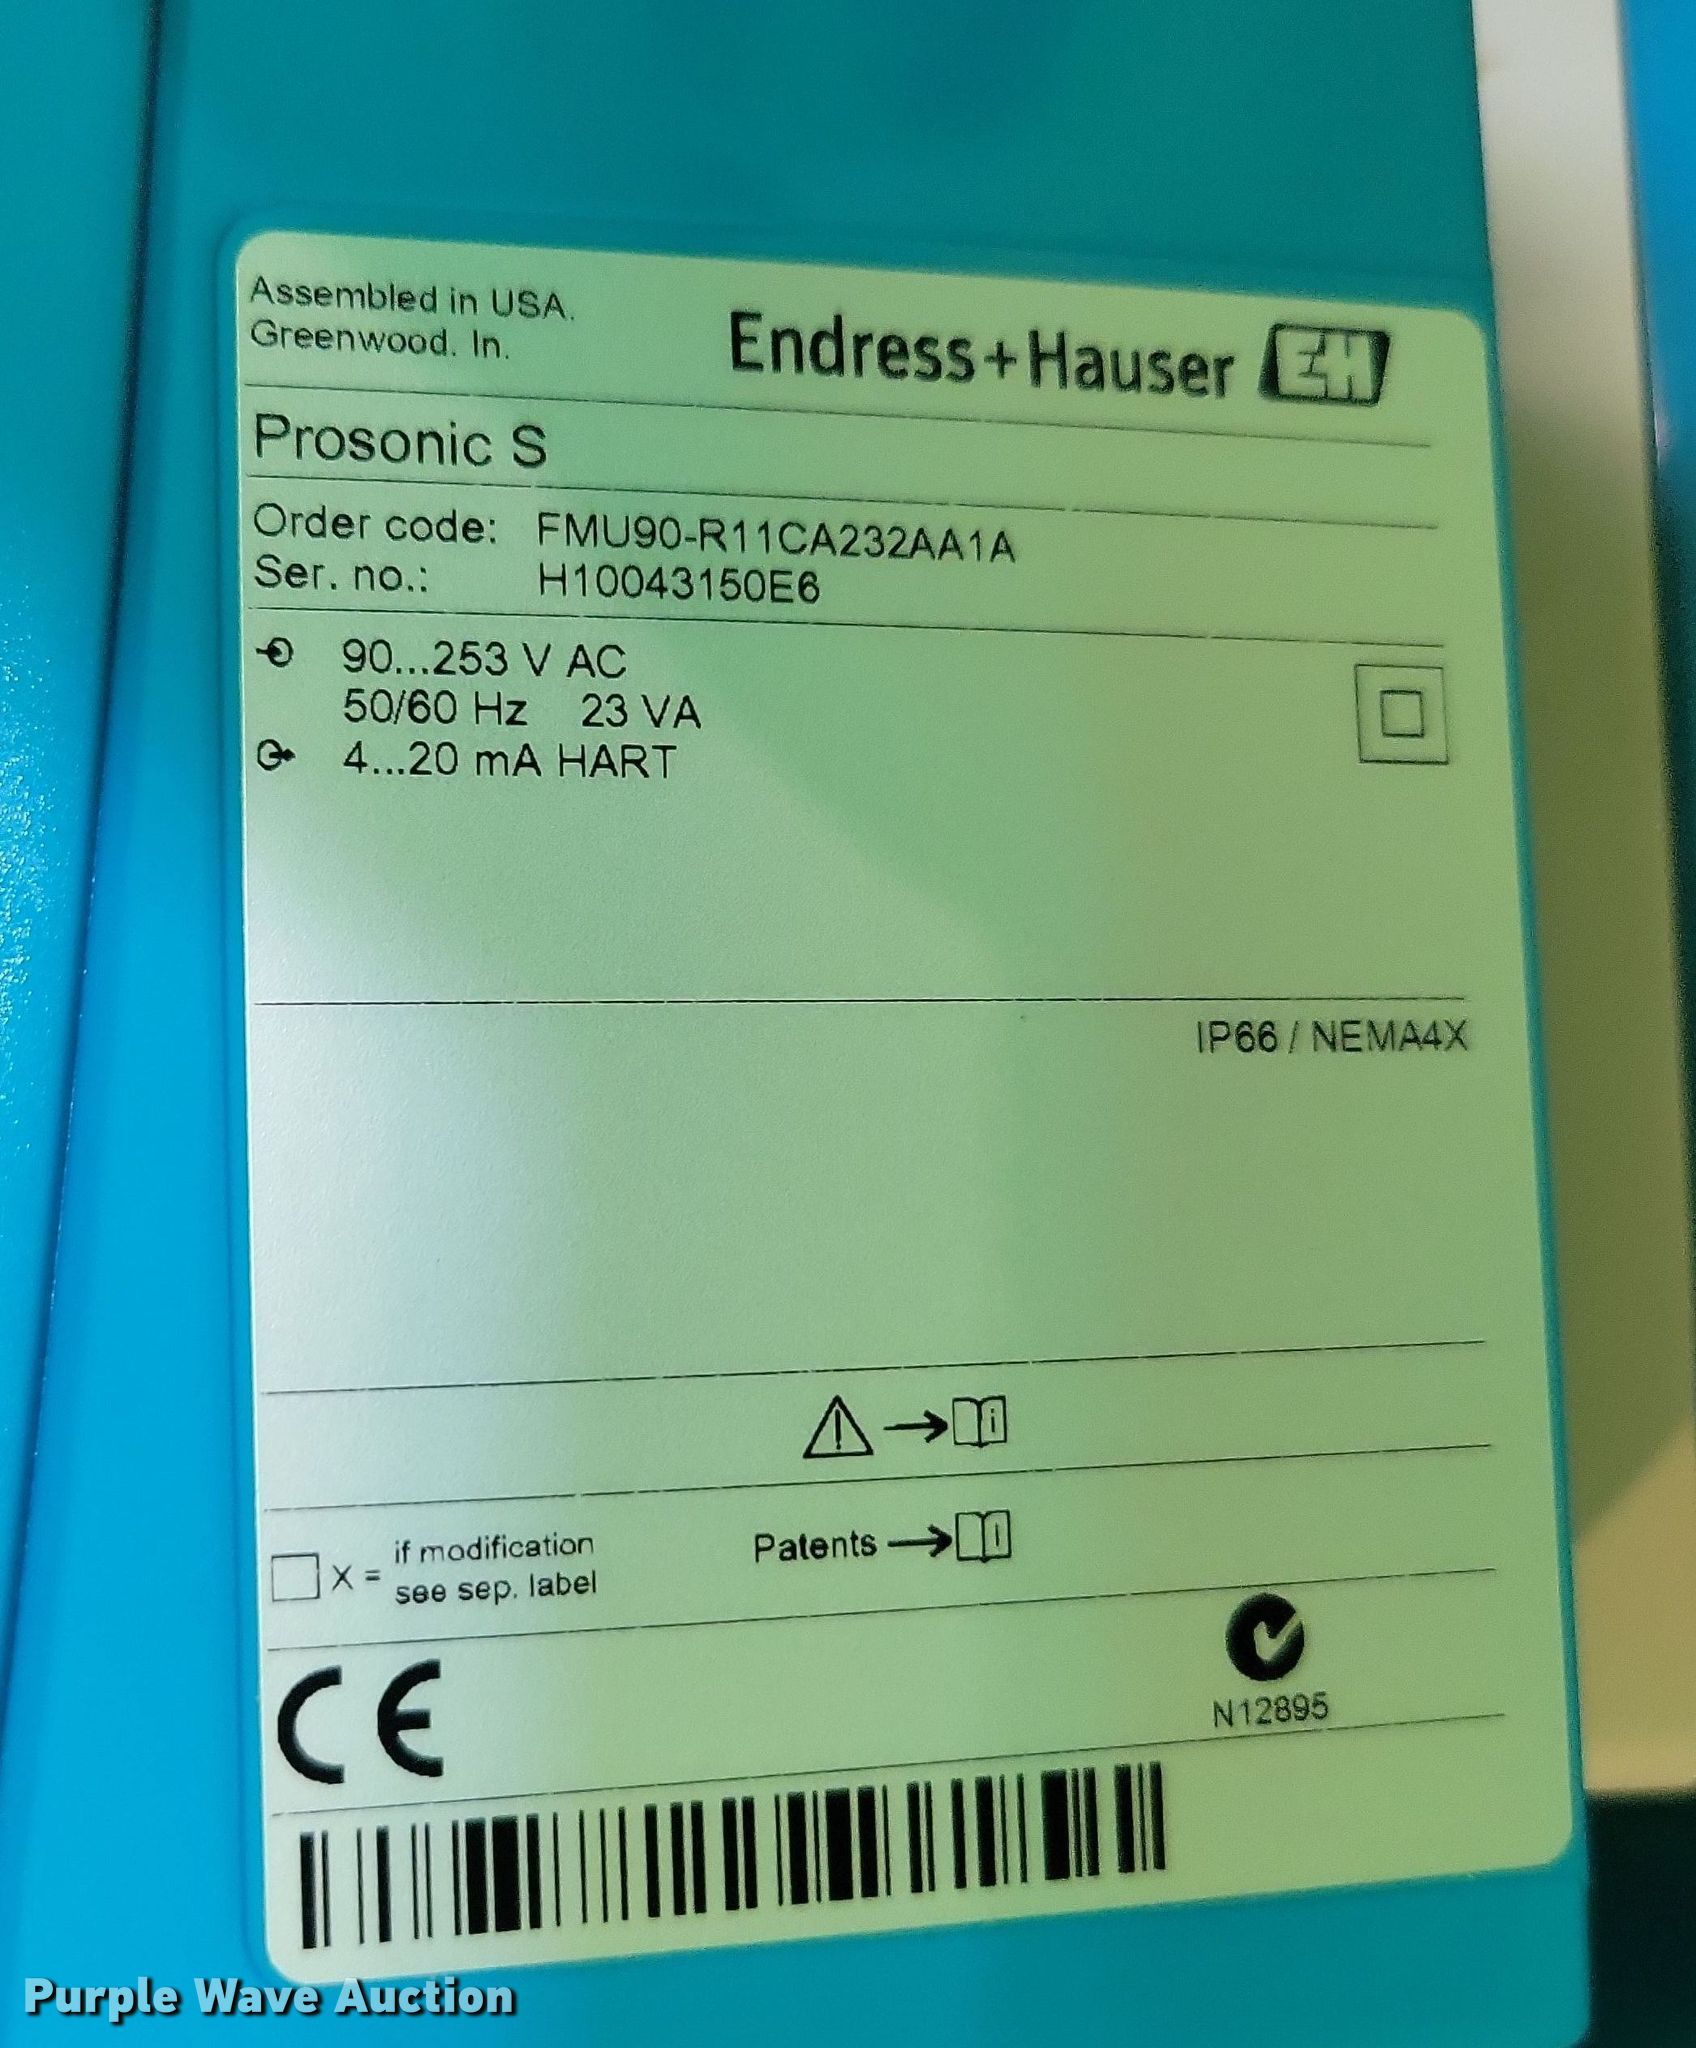 Assembled in USA.
Greenwood. In.
Endress+Hauser EH
Prosonic S
Order code: FMU90-R11CA232AA1A
Ser. no.: H10043150E6
90...253 V AC
50/60 Hz 23 VA
4...20 mA HART
IP66 / NEMA4X
if modification
X =
see sep. label
Patents
CE
N12895
Purple Wave Auction